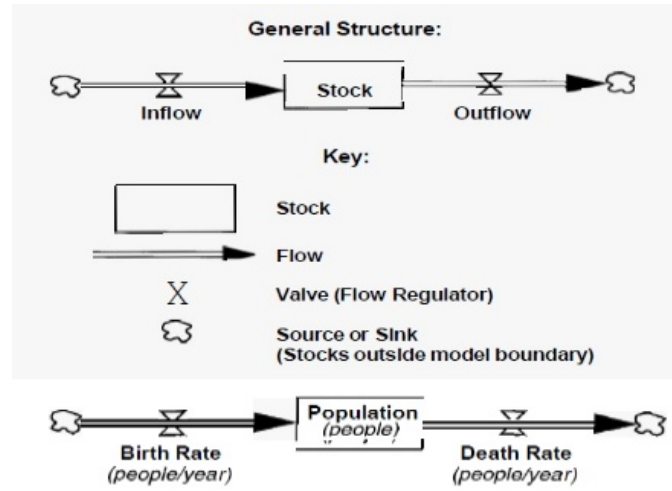 General Structure:
Stock
Inflow
Outflow
Key:
Stock
Flow
X
Valve (Flow Regulator)
Source or Sink
(Stocks outside model boundary)
Population
(people)
Birth Rate
(people/year)
Death Rate
(people/year)